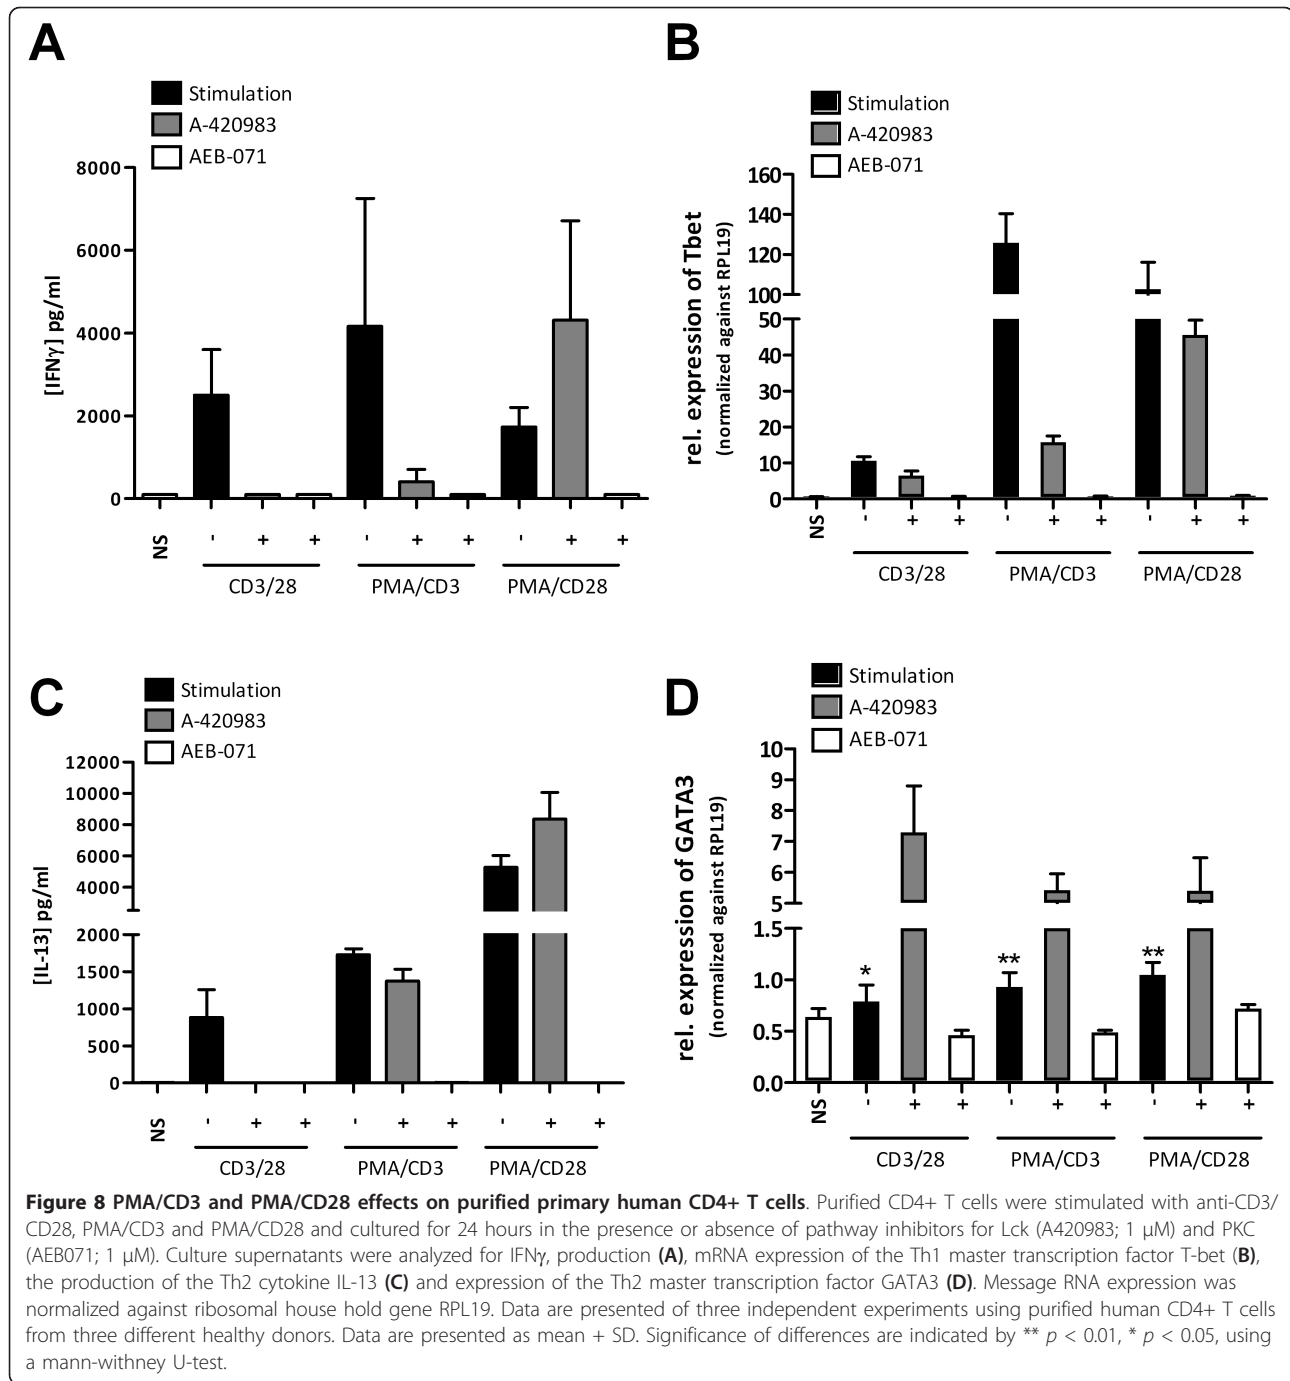 A
Stimulation
A-420983
AEB-071
[IFNγ] pg/ml
8000
6000
4000
2000
0
NS - + + - + + - + +
CD3/28 PMA/CD3 PMA/CD28
B
Stimulation
A-420983
AEB-071
rel. expression of Tbet
(normalized against RPL19)
160
140
120
100
50
40
30
20
10
0
NS - + + - + + - + +
CD3/28 PMA/CD3 PMA/CD28
C
Stimulation
A-420983
AEB-071
[IL-13] pg/ml
12000
10000
8000
6000
4000
2000
1500
1000
500
0
NS - + + - + + - + +
CD3/28 PMA/CD3 PMA/CD28
D
Stimulation
A-420983
AEB-071
rel. expression of GATA3
(normalized against RPL19)
10
9
8
7
6
5
1.5
1.0
0.5
0.0
* ** **
NS - + + - + + - + +
CD3/28 PMA/CD3 PMA/CD28
Figure 8 PMA/CD3 and PMA/CD28 effects on purified primary human CD4+ T cells. Purified CD4+ T cells were stimulated with anti-CD3/
CD28, PMA/CD3 and PMA/CD28 and cultured for 24 hours in the presence or absence of pathway inhibitors for Lck (A420983; 1 μM) and PKC
(AEB071; 1 μM). Culture supernatants were analyzed for IFNγ, production (A), mRNA expression of the Th1 master transcription factor T-bet (B),
the production of the Th2 cytokine IL-13 (C) and expression of the Th2 master transcription factor GATA3 (D). Message RNA expression was
normalized against ribosomal house hold gene RPL19. Data are presented of three independent experiments using purified human CD4+ T cells
from three different healthy donors. Data are presented as mean + SD. Significance of differences are indicated by ** p < 0.01, * p < 0.05, using
a mann-withney U-test.